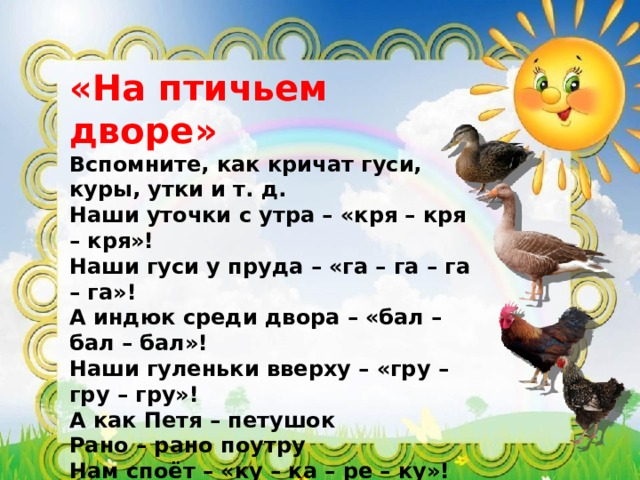 «На птичьем
дворе»
Вспомните, как кричат гуси,
куры, утки и т. д.
Наши уточки с утра – «кря – кря
– кря»!
Наши гуси у пруда – «га – га – га
– га»!
А индюк среди двора – «бал –
бал – бал»!
Наши гуленьки вверху – «гру –
гру – гру»!
А как Петя – петушок
Рано – рано поутру
Нам споёт – «ку – ка – ре – ку»!